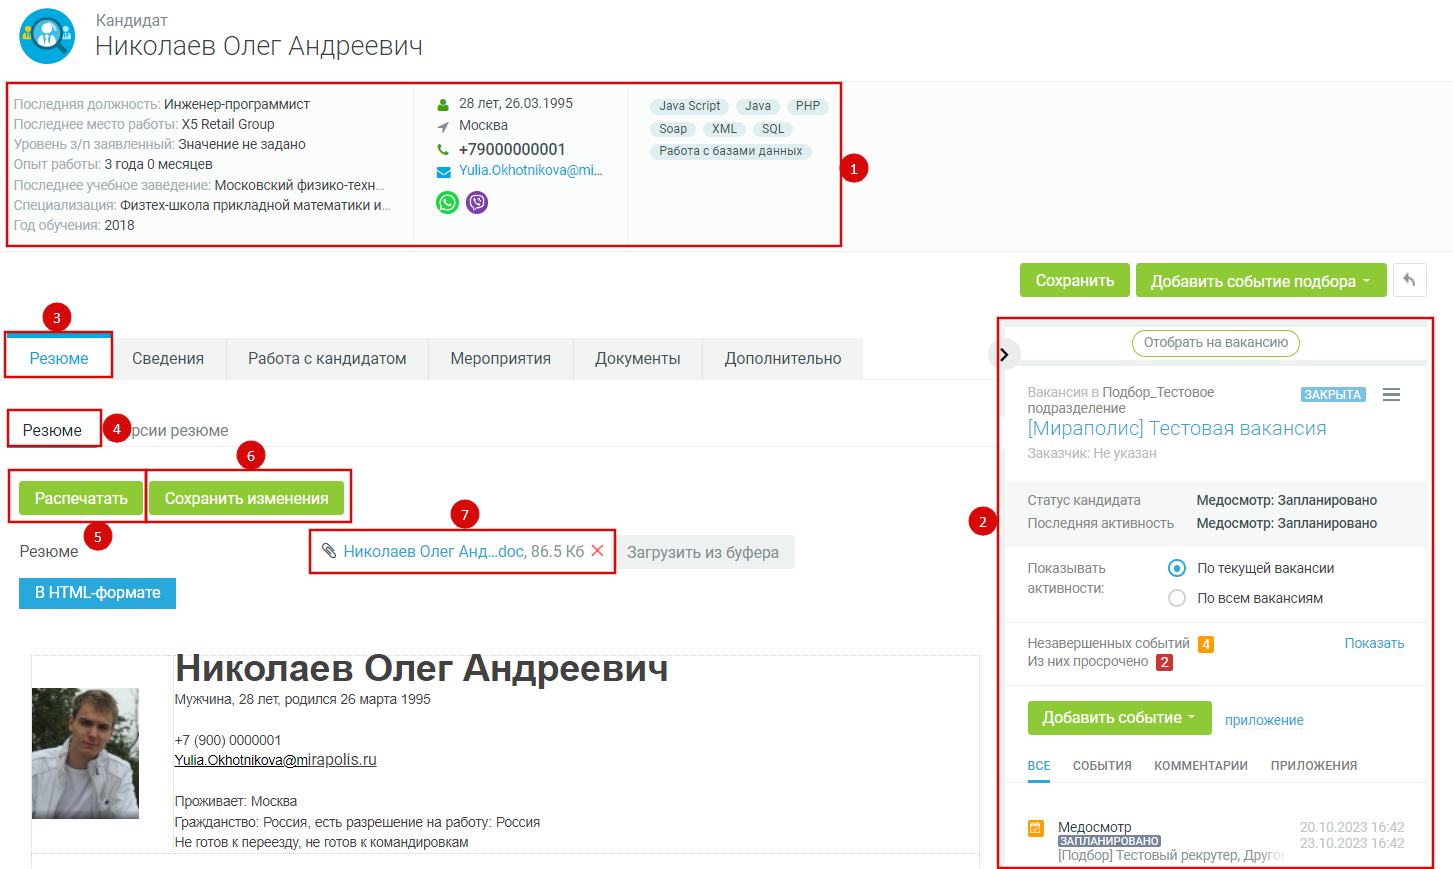 Кандидат
Николаев Олег Андреевич
Последняя должность: Инженер-программист
Последнее место работы: X5 Retail Group
Уровень з/п заявленный: Значение не задано
Опыт работы: 3 года 0 месяцев
Последнее учебное заведение: Московский физико-техн...
Специализация: Физтех-школа прикладной математики и...
Год обучения: 2018
28 лет, 26.03.1995
Москва
+79000000001
Yulia.Okhotnikova@mi...
Java Script Java PHP
Soap XML SQL
Работа с базами данных
1
Сохранить Добавить событие подбора
3
Резюме Сведения Работа с кандидатом Мероприятия Документы Дополнительно
Резюме 4 рсии резюме
6
Распечатать Сохранить изменения
5
7
Резюме Николаев Олег Анд...doc, 86.5 Кб Загрузить из буфера
В HTML-формате
Николаев Олег Андреевич
Мужчина, 28 лет, родился 26 марта 1995
+7 (900) 0000001
Yulia.Okhotnikova@mirapolis.ru
Проживает: Москва
Гражданство: Россия, есть разрешение на работу: Россия
Не готов к переезду, не готов к командировкам
2
Отобрать на вакансию
Вакансия в Подбор_Тестовое
подразделение
ЗАКРЫТА
[Мираполис] Тестовая вакансия
Заказчик: Не указан
Статус кандидата Медосмотр: Запланировано
Последняя активность Медосмотр: Запланировано
Показывать
активности:
По текущей вакансии
По всем вакансиям
Незавершенных событий 4 Показать
Из них просрочено 2
Добавить событие приложение
ВСЕ СОБЫТИЯ КОММЕНТАРИИ ПРИЛОЖЕНИЯ
Медосмотр 20.10.2023 16:42
ЗАПЛАНИРОВАНО 23.10.2023 16:42
[Подбор] Тестовый рекрутер, Другое